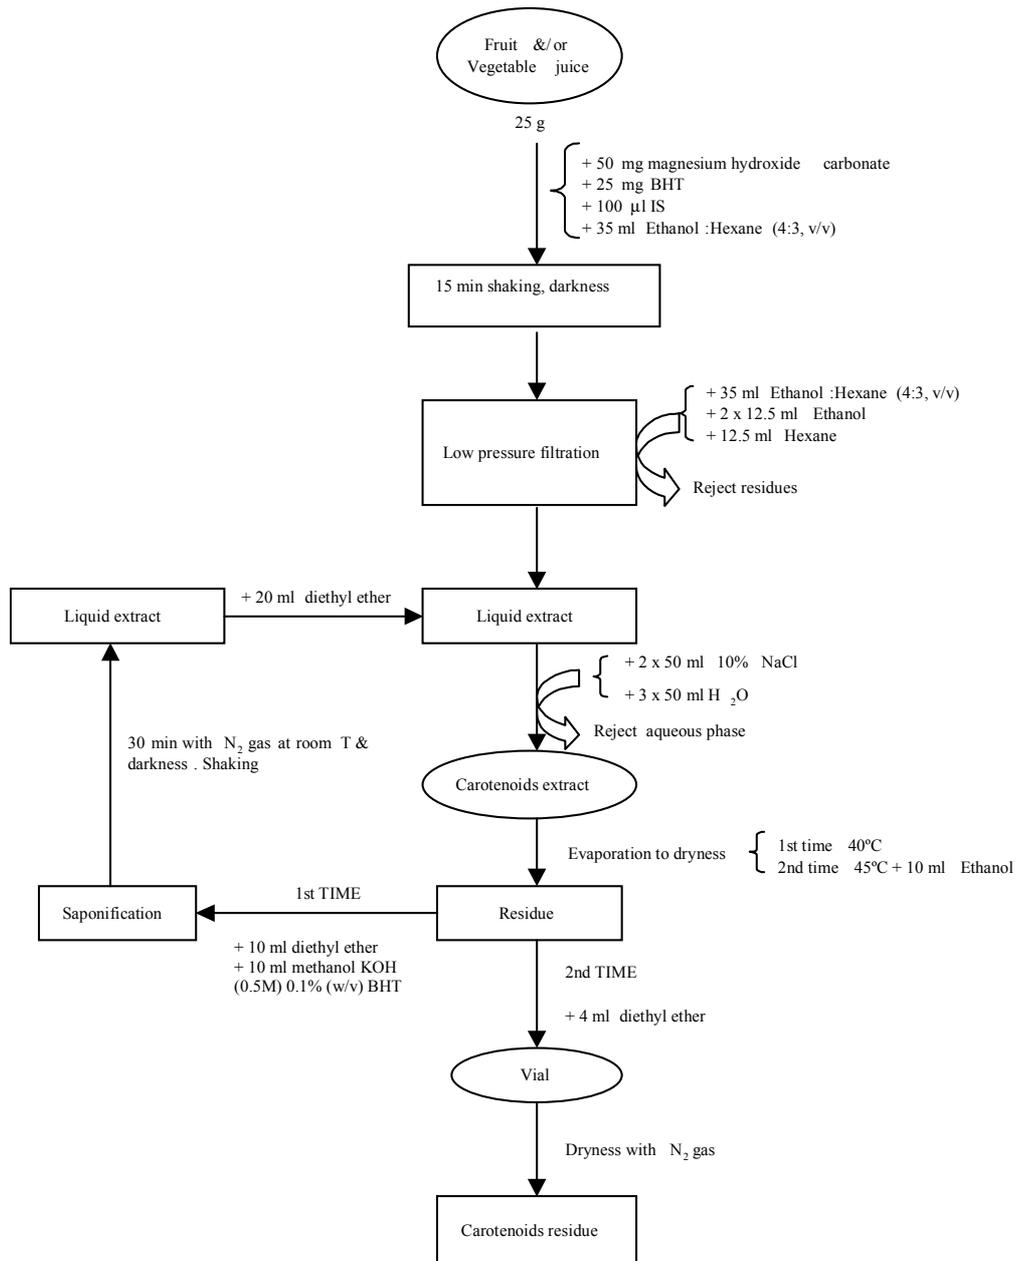 Fruit &/or
Vegetable juice
25 g
+ 50 mg magnesium hydroxide carbonate
+ 25 mg BHT
+ 100 µl IS
+ 35 ml Ethanol :Hexane (4:3, v/v)
15 min shaking, darkness
+ 35 ml Ethanol :Hexane (4:3, v/v)
+ 2 x 12.5 ml Ethanol
+ 12.5 ml Hexane
Low pressure filtration
Reject residues
Liquid extract
+ 20 ml diethyl ether
Liquid extract
+ 2 x 50 ml 10% NaCl
+ 3 x 50 ml H 2O
Reject aqueous phase
30 min with N2 gas at room T &
darkness . Shaking
Carotenoids extract
Evaporation to dryness
1st time 40ºC
2nd time 45ºC + 10 ml Ethanol
Saponification
1st TIME
Residue
+ 10 ml diethyl ether
+ 10 ml methanol KOH
(0.5M) 0.1% (w/v) BHT
2nd TIME
+ 4 ml diethyl ether
Vial
Dryness with N2 gas
Carotenoids residue